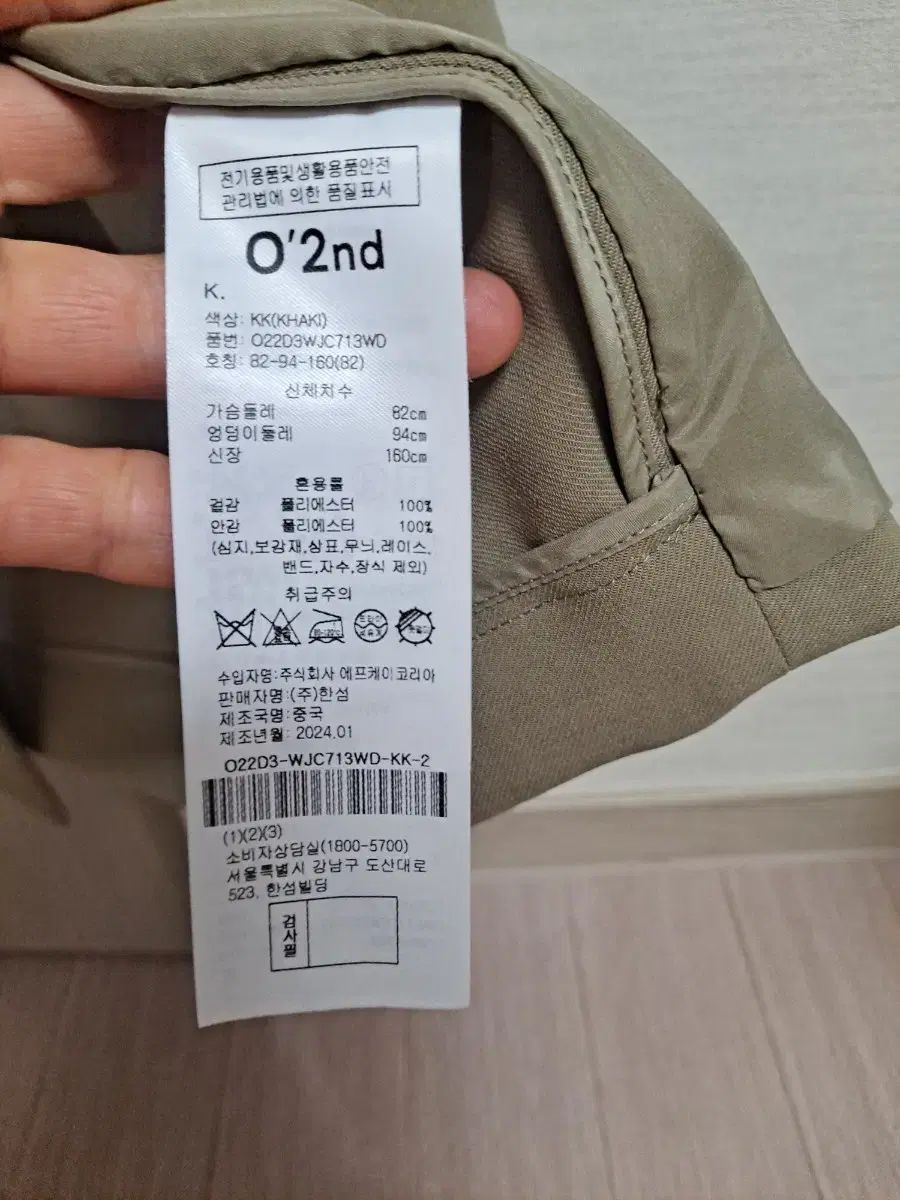 전기용품및생활용품안전
관리법에 의한 품질표시
O'2nd
K.
색상: KK(KHAKI)
품번: O22D3WJC713WD
호칭: 82-94-160(82)
신체치수
가슴둘레 82cm
엉덩이둘레 94cm
신장 160cm
혼용률
겉감 폴리에스터 100%
안감 폴리에스터 100%
(심지,보강재,상표,무늬,레이스,
밴드,자수,장식 제외)
취급주의
수입자명:주식회사 에프케이코리아
판매자명:(주)한섬
제조국명:중국
제조년월: 2024.01
O22D3-WJC713WD-KK-2
(1)(2)(3)
소비자상담실(1800-5700)
서울특별시 강남구 도산대로
523, 한섬빌딩
검사필